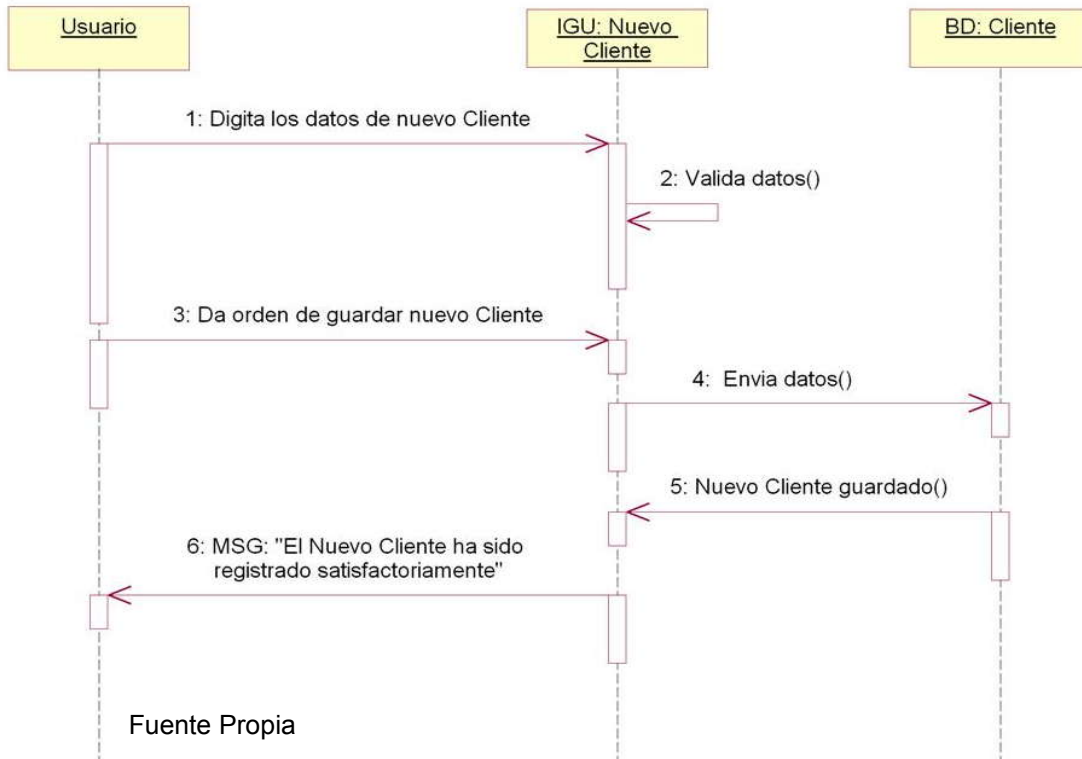 Usuario
IGU: Nuevo
Cliente
BD: Cliente
1: Digita los datos de nuevo Cliente
2: Valida datos()
3: Da orden de guardar nuevo Cliente
4: Envia datos()
5: Nuevo Cliente guardado()
6: MSG: "El Nuevo Cliente ha sido
registrado satisfactoriamente"
Fuente Propia